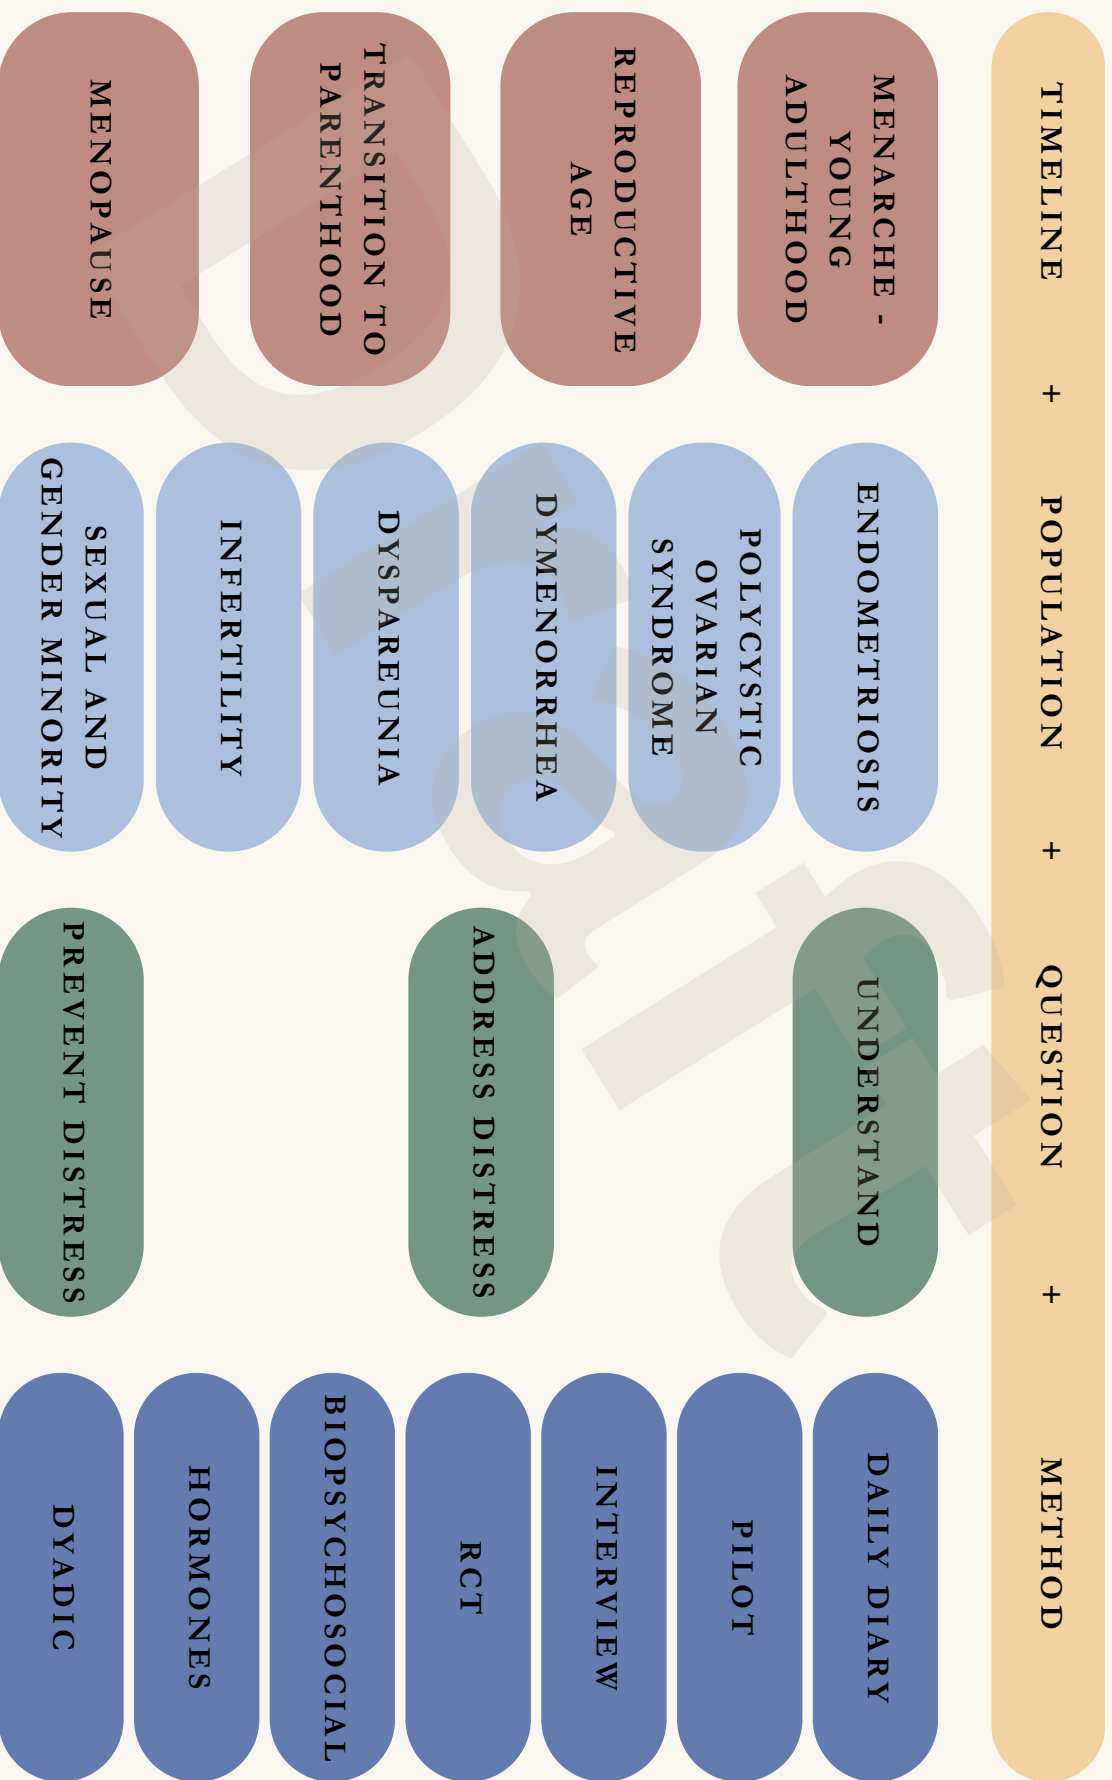 TIMELINE + POPULATION + QUESTION + METHOD
MENARCHE -
YOUNG
ADULTHOOD
REPRODUCTIVE
AGE
TRANSITION TO
PARENTHOOD
MENOPAUSE
ENDOMETRIOSIS
POLYCYSTIC
OVARIAN
SYNDROME
DYMENORRHEA
DYSPAREUNIA
INFERTILITY
SEXUAL AND
GENDER MINORITY
UNDERSTAND
ADDRESS DISTRESS
PREVENT DISTRESS
DAILY DIARY
PILOT
INTERVIEW
RCT
BIOPSYCHOSOCIAL
HORMONES
DYADIC
Draft